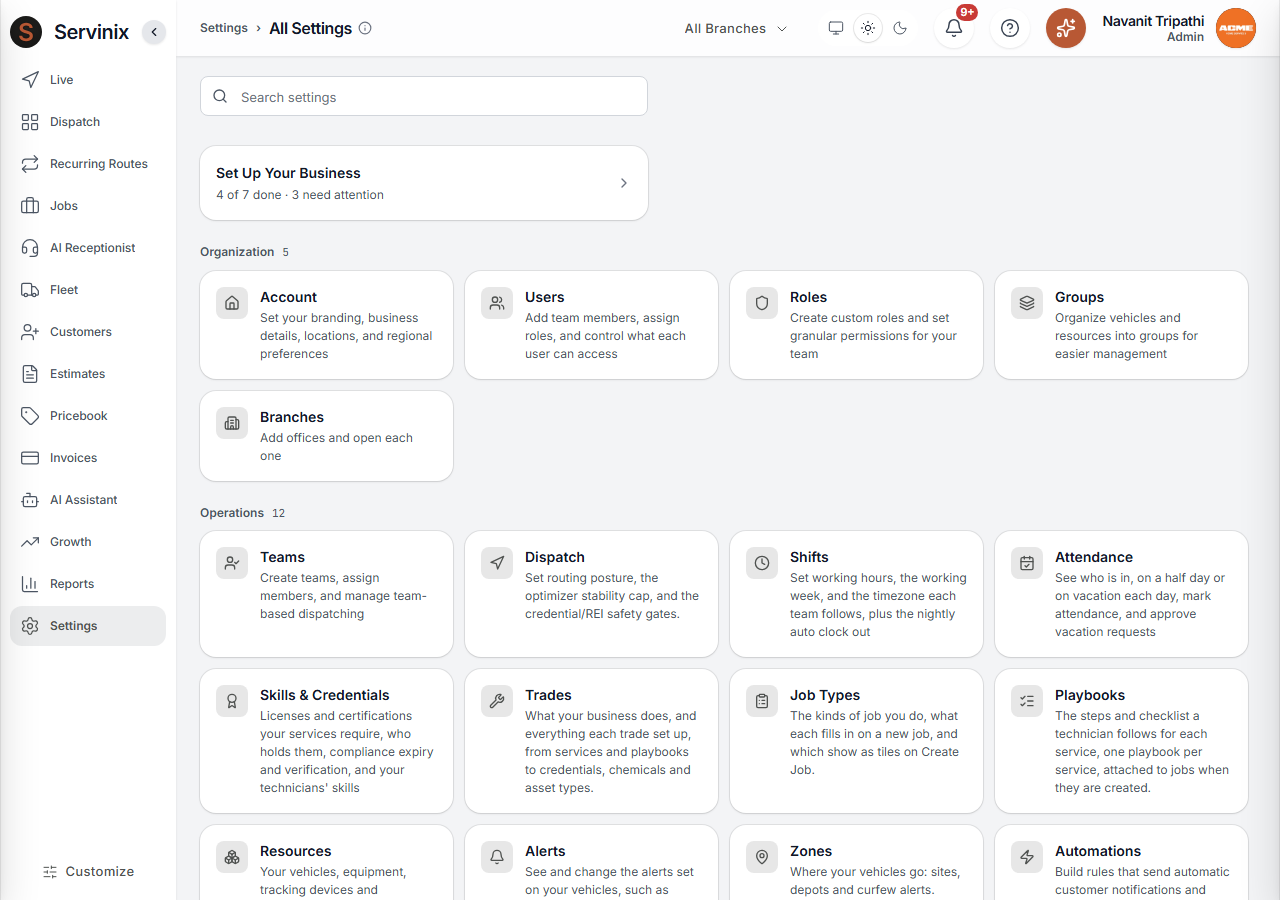 S Servinix
Settings › All Settings
All Branches
9+
Navanit Tripathi
Admin
ACME
Live
Dispatch
Recurring Routes
Jobs
AI Receptionist
Fleet
Customers
Estimates
Pricebook
Invoices
AI Assistant
Growth
Reports
Settings
Customize
Search settings
Set Up Your Business
4 of 7 done · 3 need attention
Organization 5
Account
Set your branding, business
details, locations, and regional
preferences
Users
Add team members, assign
roles, and control what each
user can access
Roles
Create custom roles and set
granular permissions for your
team
Groups
Organize vehicles and
resources into groups for
easier management
Branches
Add offices and open each
one
Operations 12
Teams
Create teams, assign
members, and manage team-
based dispatching
Dispatch
Set routing posture, the
optimizer stability cap, and the
credential/REI safety gates.
Shifts
Set working hours, the working
week, and the timezone each
team follows, plus the nightly
auto clock out
Attendance
See who is in, on a half day or
on vacation each day, mark
attendance, and approve
vacation requests
Skills & Credentials
Licenses and certifications
your services require, who
holds them, compliance expiry
and verification, and your
technicians' skills
Trades
What your business does, and
everything each trade set up,
from services and playbooks
to credentials, chemicals and
asset types.
Job Types
The kinds of job you do, what
each fills in on a new job, and
which show as tiles on Create
Job.
Playbooks
The steps and checklist a
technician follows for each
service, one playbook per
service, attached to jobs when
they are created.
Resources
Your vehicles, equipment,
tracking devices and
Alerts
See and change the alerts set
on your vehicles, such as
Zones
Where your vehicles go: sites,
depots and curfew alerts.
Automations
Build rules that send automatic
customer notifications and